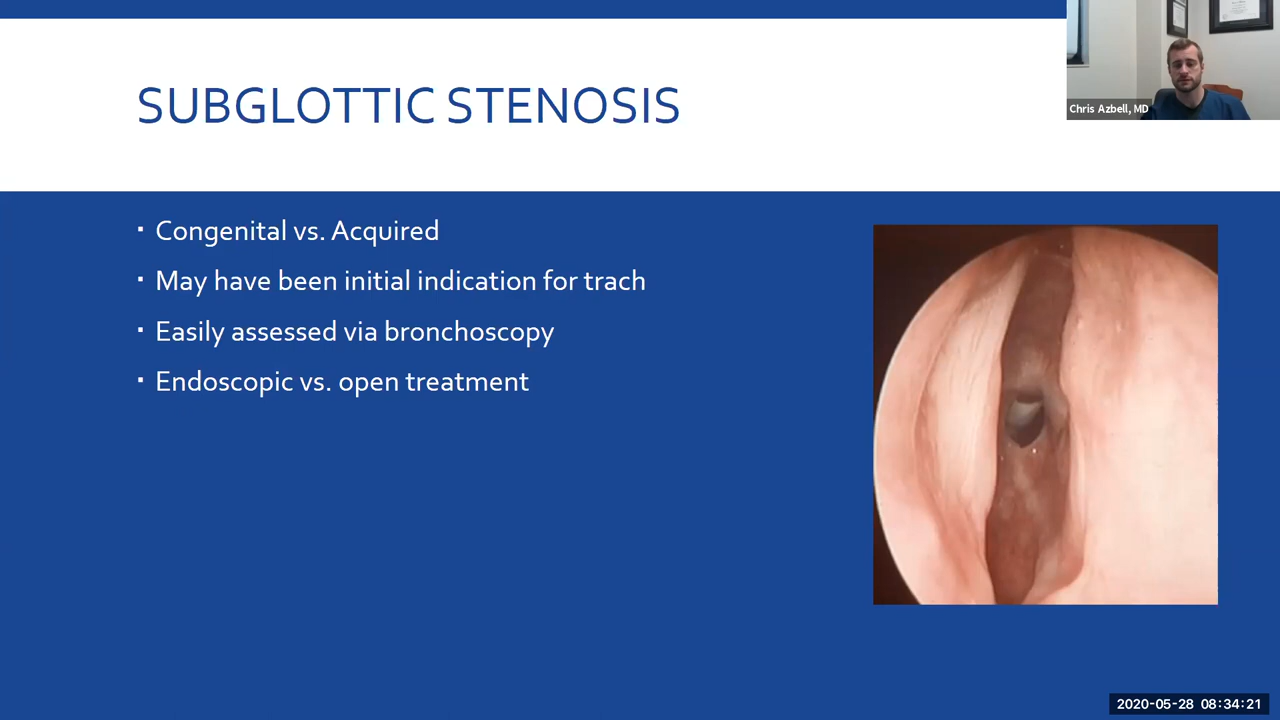 SUBGLOTTIC STENOSIS
Chris Azbell, MD
▪ Congenital vs. Acquired
▪ May have been initial indication for trach
▪ Easily assessed via bronchoscopy
▪ Endoscopic vs. open treatment
2020-05-28 08:34:21